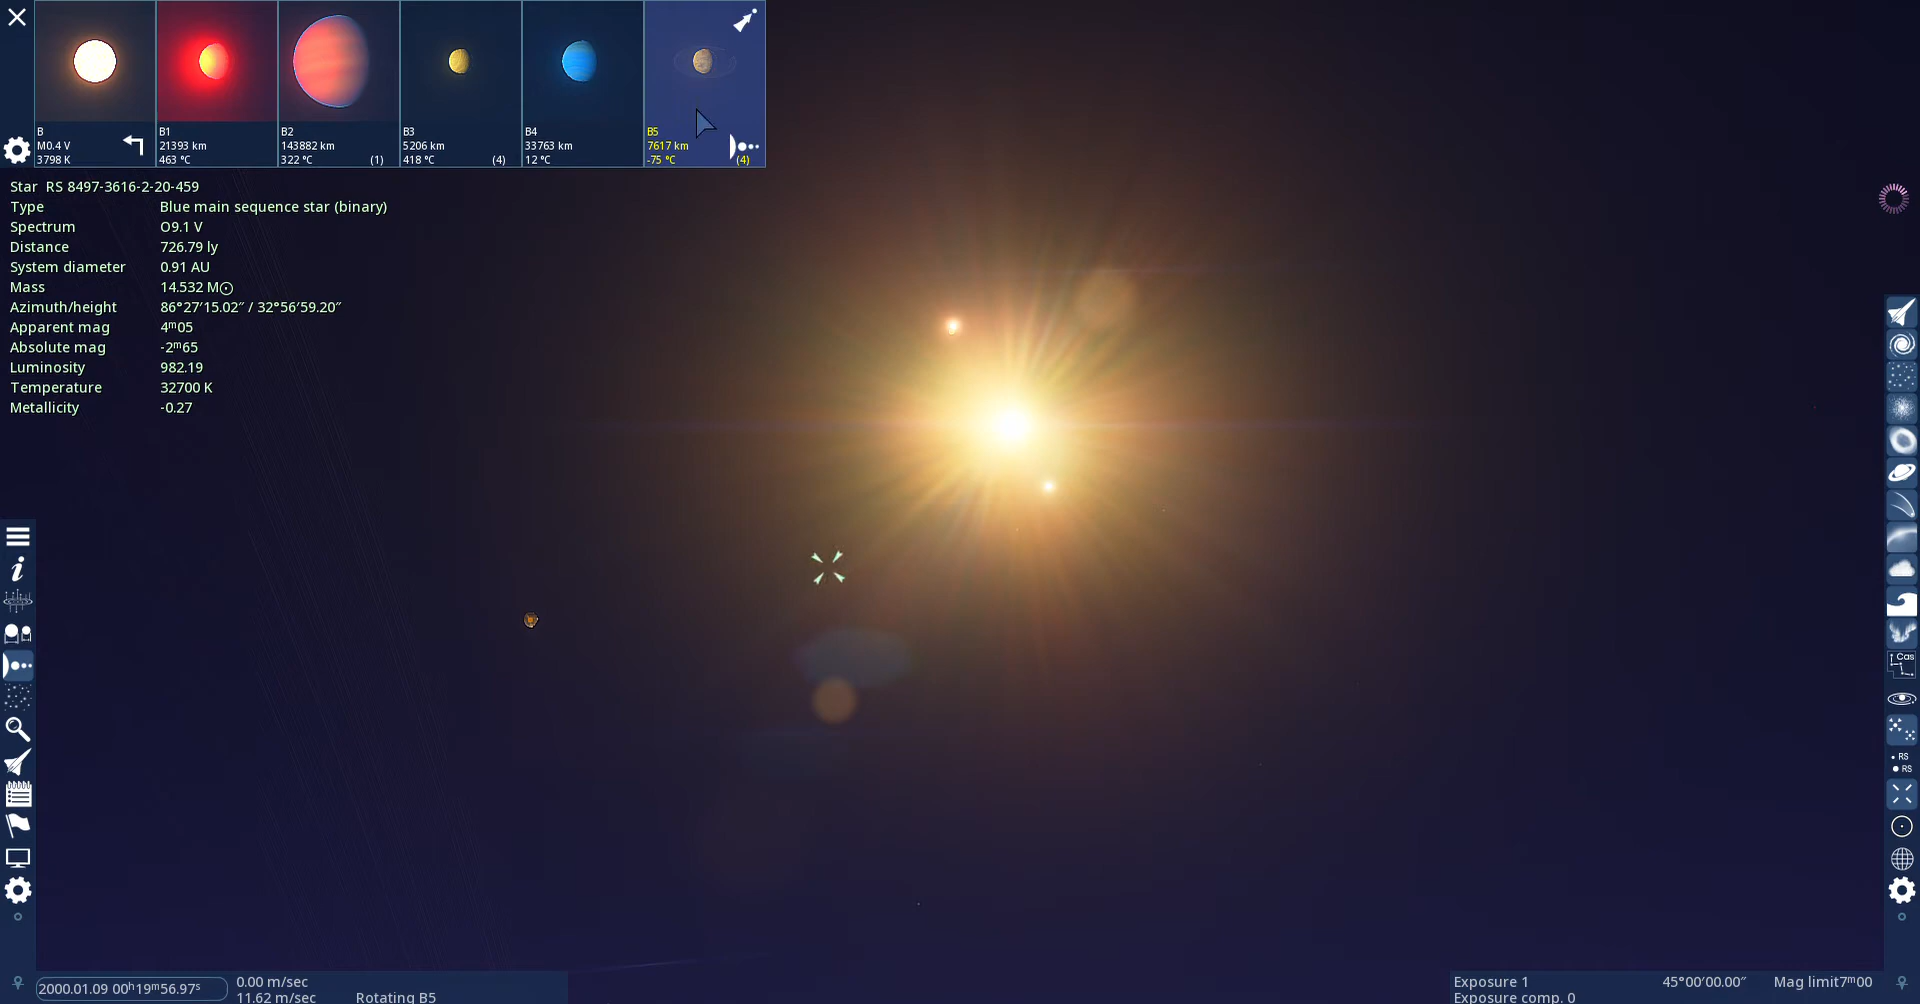 B
M0.4 V
3798 K
B1
21393 km
463 °C
B2
143882 km
322 °C (1)
B3
5206 km
418 °C (4)
B4
33763 km
12 °C
B5
7617 km
-75 °C (4)
Star RS 8497-3616-2-20-459
Type Blue main sequence star (binary)
Spectrum O9.1 V
Distance 726.79 ly
System diameter 0.91 AU
Mass 14.532 M☉
Azimuth/height 86°27′15.02″ / 32°56′59.20″
Apparent mag 4ᵐ05
Absolute mag -2ᵐ65
Luminosity 982.19
Temperature 32700 K
Metallicity -0.27
Cas
RS
RS
2000.01.09 00ʰ19ᵐ56.97ˢ
0.00 m/sec
11.62 m/sec Rotating B5
Exposure 1 45°00′00.00″ Mag limit7ᵐ00
Exposure comp. 0